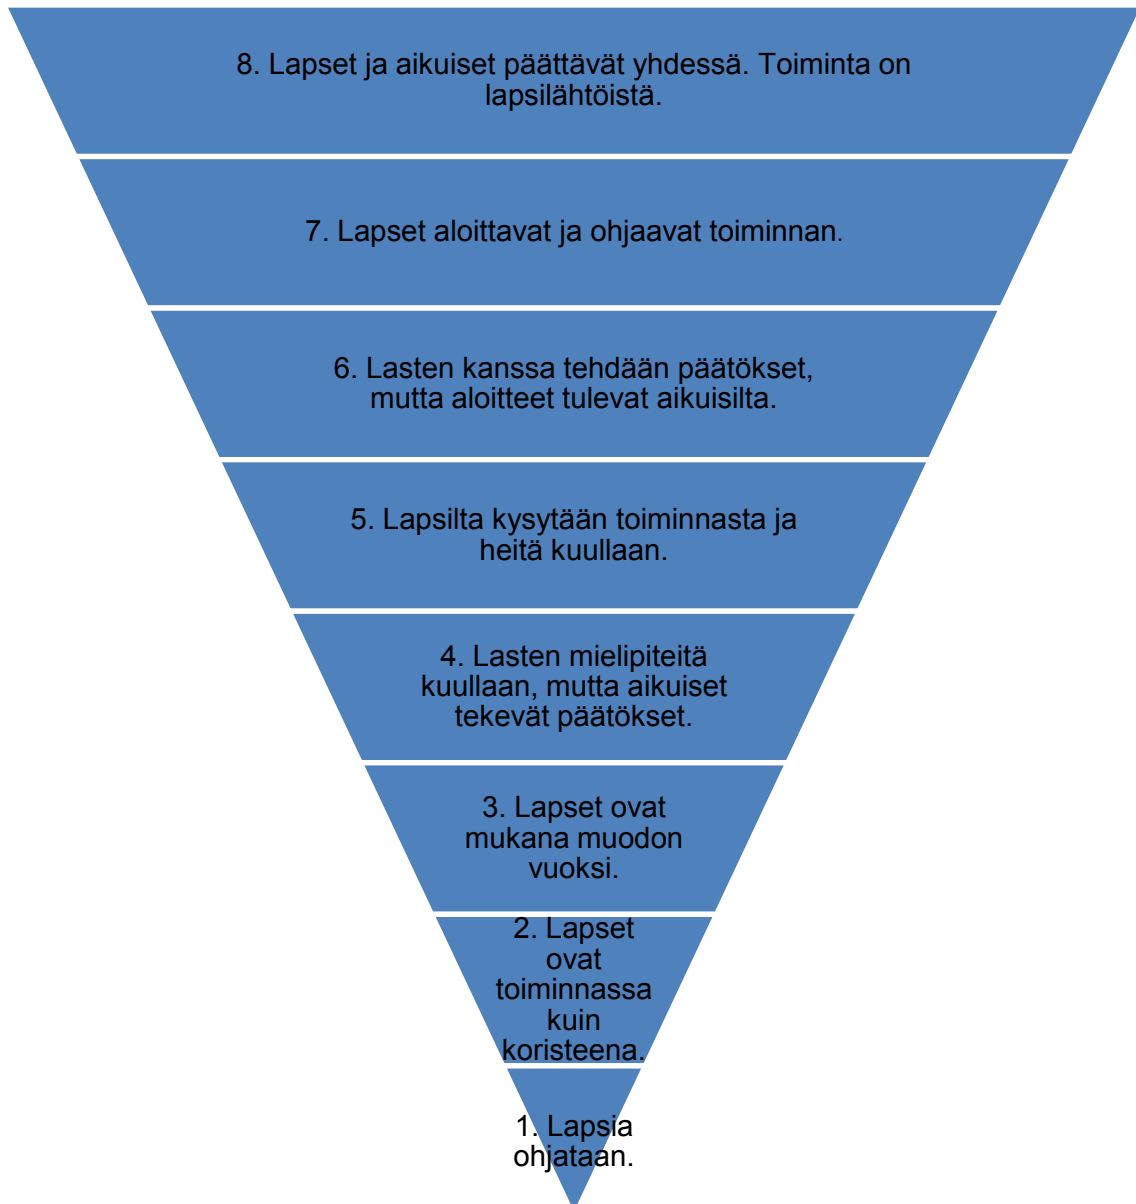 8. Lapset ja aikuiset päättävät yhdessä. Toiminta on
lapsilähtöistä.
7. Lapset aloittavat ja ohjaavat toiminnan.
6. Lasten kanssa tehdään päätökset,
mutta aloitteet tulevat aikuisilta.
5. Lapsilta kysytään toiminnasta ja
heitä kuullaan.
4. Lasten mielipiteitä
kuullaan, mutta aikuiset
tekevät päätökset.
3. Lapset ovat
mukana muodon
vuoksi.
2. Lapset
ovat
toiminnassa
kuin
koristeena.
1. Lapsia
ohjataan.